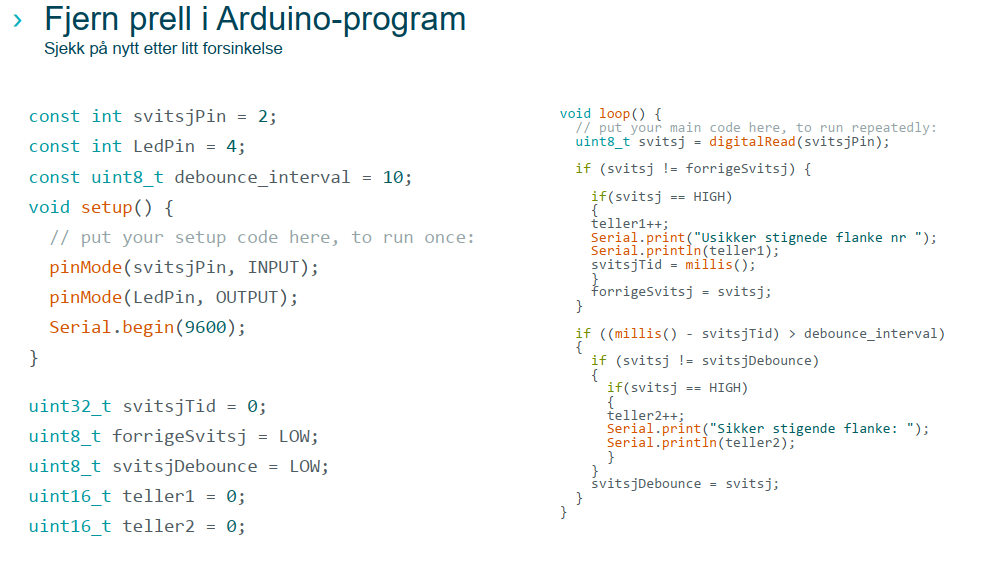 › Fjern prell i Arduino-program
Sjekk på nytt etter litt forsinkelse
const int svitsjPin = 2;
const int LedPin = 4;
const uint8_t debounce_interval = 10;
void setup() {
  // put your setup code here, to run once:
  pinMode(svitsjPin, INPUT);
  pinMode(LedPin, OUTPUT);
  Serial.begin(9600);
}
uint32_t svitsjTid = 0;
uint8_t forrigeSvitsj = LOW;
uint8_t svitsjDebounce = LOW;
uint16_t teller1 = 0;
uint16_t teller2 = 0;
void loop() {
  // put your main code here, to run repeatedly:
  uint8_t svitsj = digitalRead(svitsjPin);
  if (svitsj != forrigeSvitsj) {
    if(svitsj == HIGH)
    {
    teller1++;
    Serial.print("Usikker stignede flanke nr ");
    Serial.println(teller1);
    svitsjTid = millis();
    }
    forrigeSvitsj = svitsj;
  }
  if ((millis() - svitsjTid) > debounce_interval)
  {
    if (svitsj != svitsjDebounce)
    {
      if(svitsj == HIGH)
      {
      teller2++;
      Serial.print("Sikker stigende flanke: ");
      Serial.println(teller2);
      }
    }
    svitsjDebounce = svitsj;
  }
}